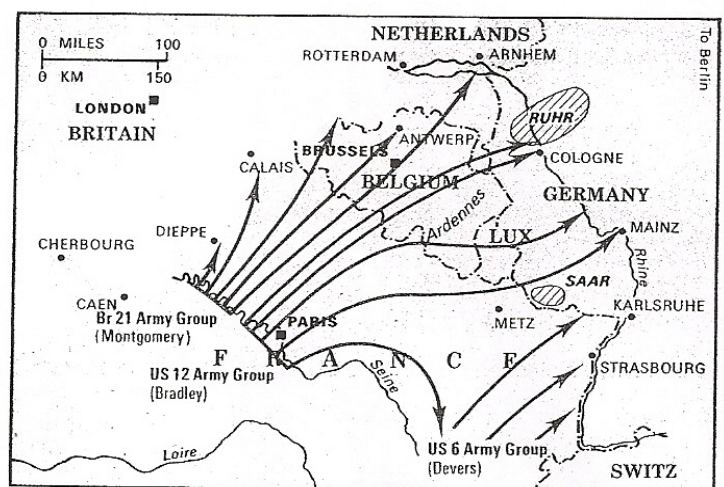 NETHERLANDS
0 MILES 100
0 KM 150
ROTTERDAM
ARNHEM
To Berlin
LONDON
BRITAIN
RUHR
ANTWERP
BRUSSELS
CALAIS
COLOGNE
BELGIUM
GERMANY
Ardennes
DIEPPE
LUX
MAINZ
CHERBOURG
Rhine
SAAR
CAEN
Br 21 Army Group
(Montgomery)
PARIS
METZ
KARLSRUHE
FRANCE
US 12 Army Group
(Bradley)
Seine
STRASBOURG
US 6 Army Group
(Devers)
Loire
SWITZ